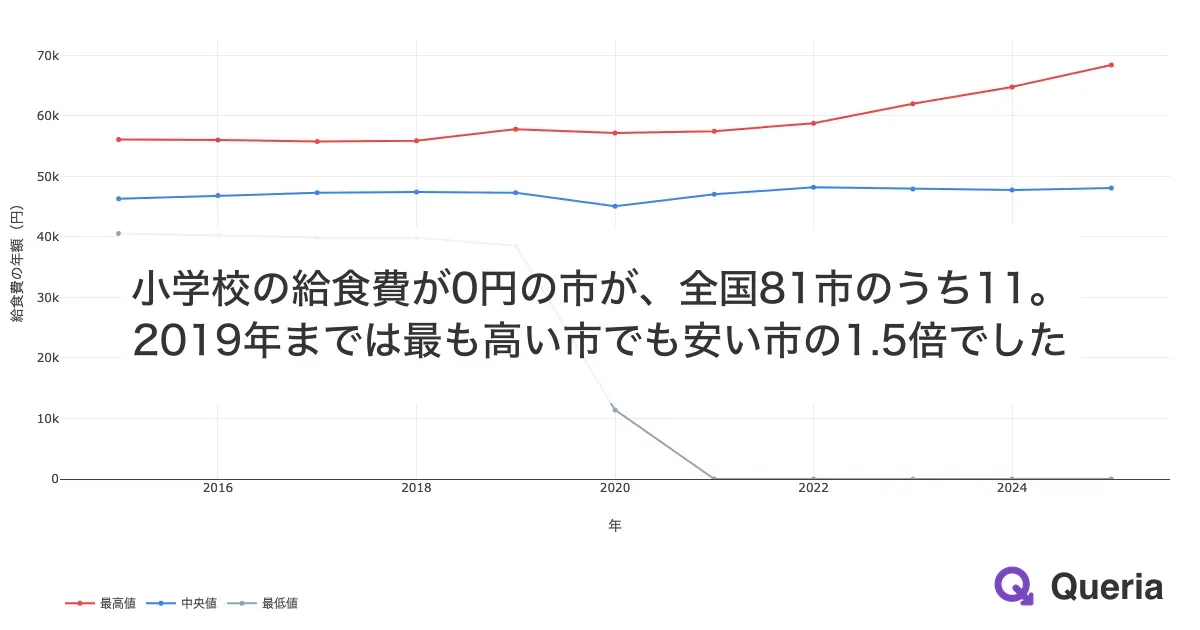 70k
60k
50k
40k
30k
20k
10k
0
給食費の年額（円）
小学校の給食費が0円の市が、全国81市のうち11。
2019年までは最も高い市でも安い市の1.5倍でした
2016
2018
2020
2022
2024
年
最高値
中央値
最低値
Queria